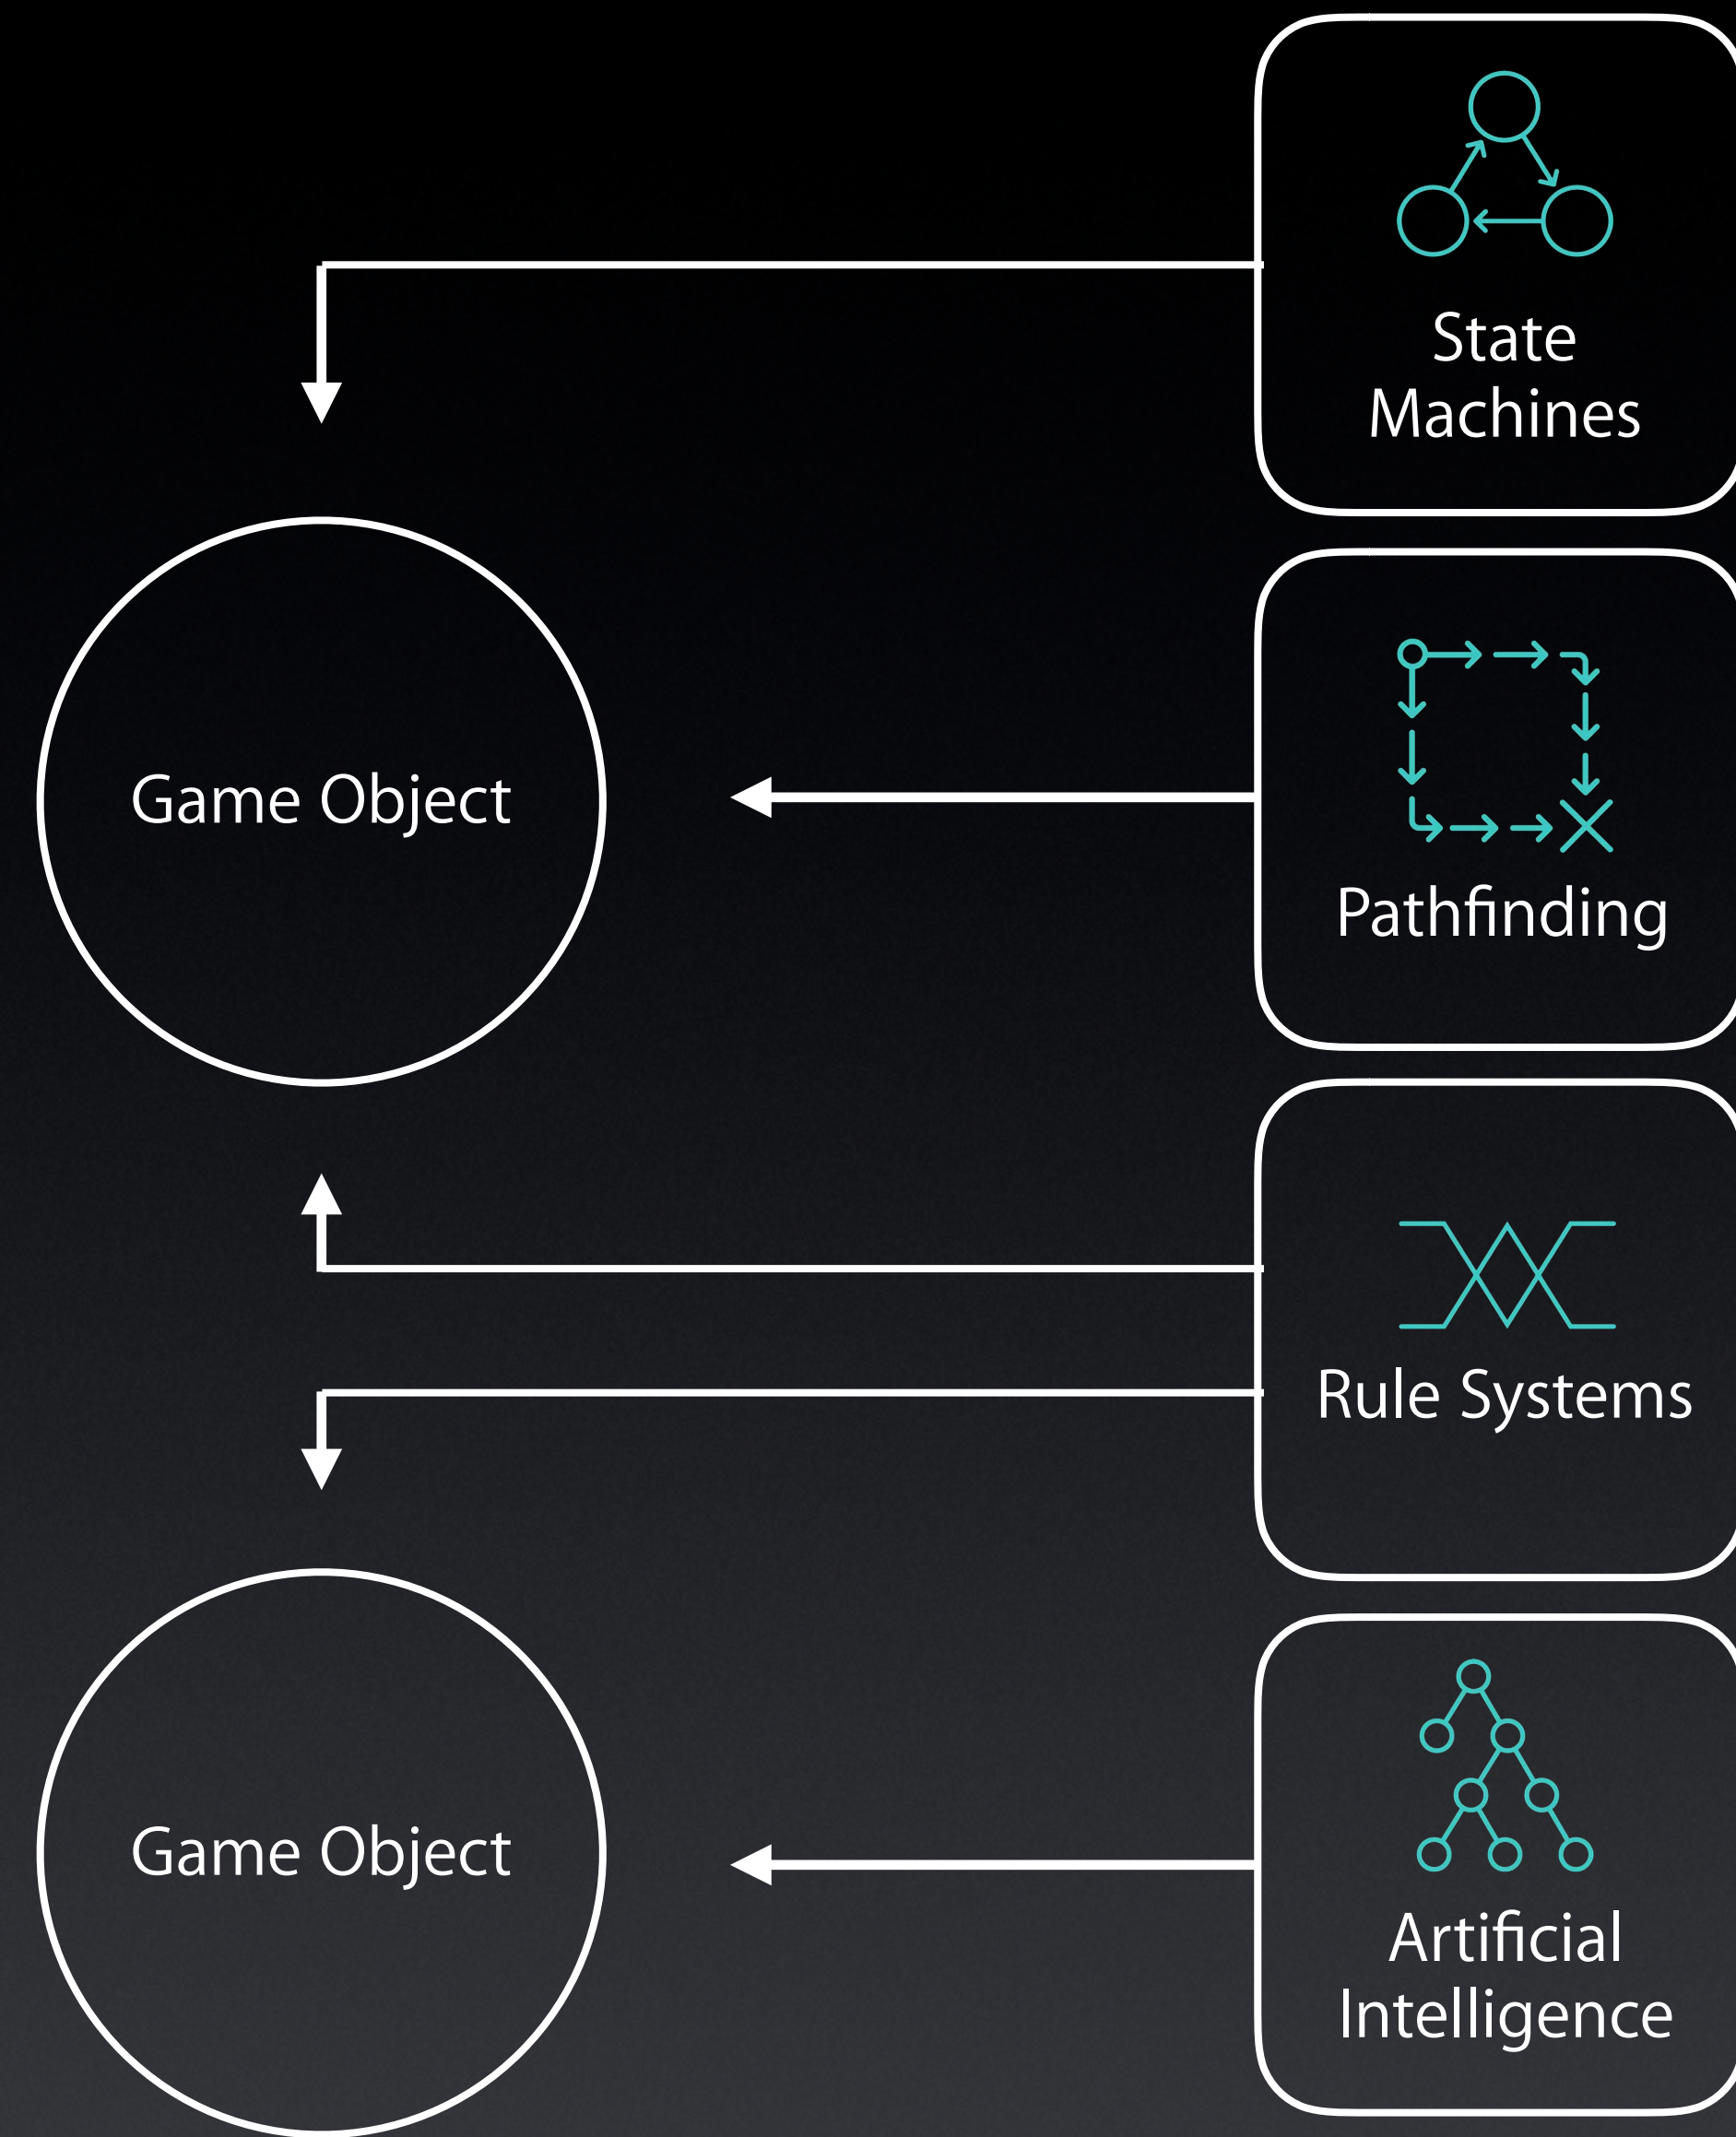 State
Machines
Game Object
Pathfinding
Rule Systems
Game Object
Artificial
Intelligence